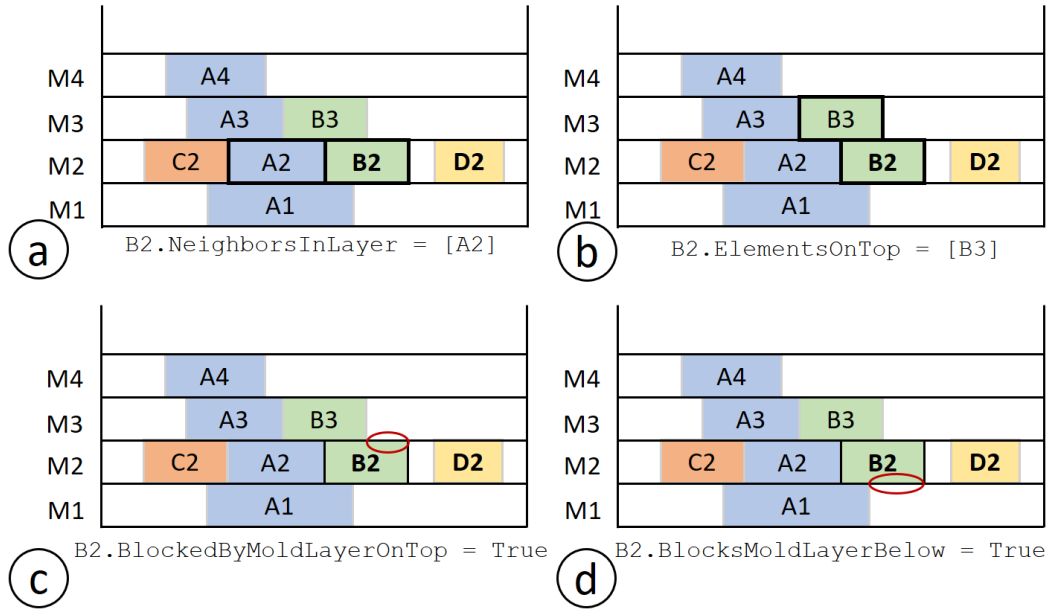 M4 A4
M3 A3 B3
M2 C2 A2 B2 D2
M1 A1
a B2.NeighborsInLayer = [A2]
M4 A4
M3 A3 B3
M2 C2 A2 B2 D2
M1 A1
b B2.ElementsOnTop = [B3]
M4 A4
M3 A3 B3
M2 C2 A2 B2 D2
M1 A1
c B2.BlockedByMoldLayerOnTop = True
M4 A4
M3 A3 B3
M2 C2 A2 B2 D2
M1 A1
d B2.BlocksMoldLayerBelow = True